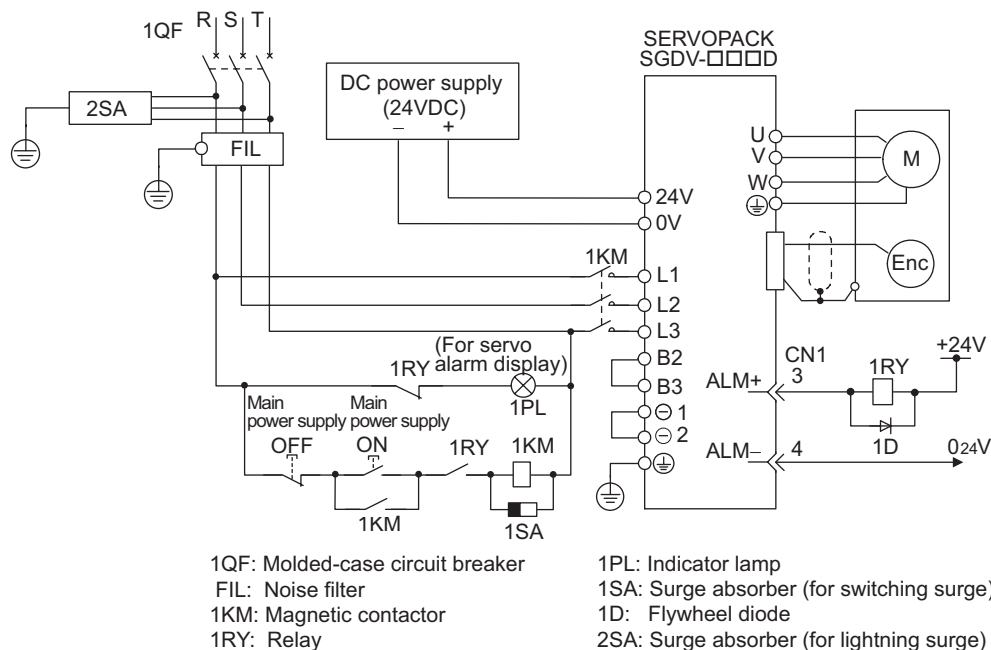 1QF
R S T
2SA
FIL
DC power supply
(24VDC)
– +
SERVOPACK
SGDV-□□□D
U
V
W
M
Enc
24V
0V
1KM
L1
L2
L3
B2
B3
⊖ 1
⊖ 2
(For servo
alarm display)
1RY
1PL
Main
power supply
OFF
Main
power supply
ON
1KM
1RY
1KM
1SA
CN1
ALM+
3
1RY
+24V
1D
ALM–
4
024V
1QF: Molded-case circuit breaker
FIL: Noise filter
1KM: Magnetic contactor
1RY: Relay
1PL: Indicator lamp
1SA: Surge absorber (for switching surge)
1D: Flywheel diode
2SA: Surge absorber (for lightning surge)